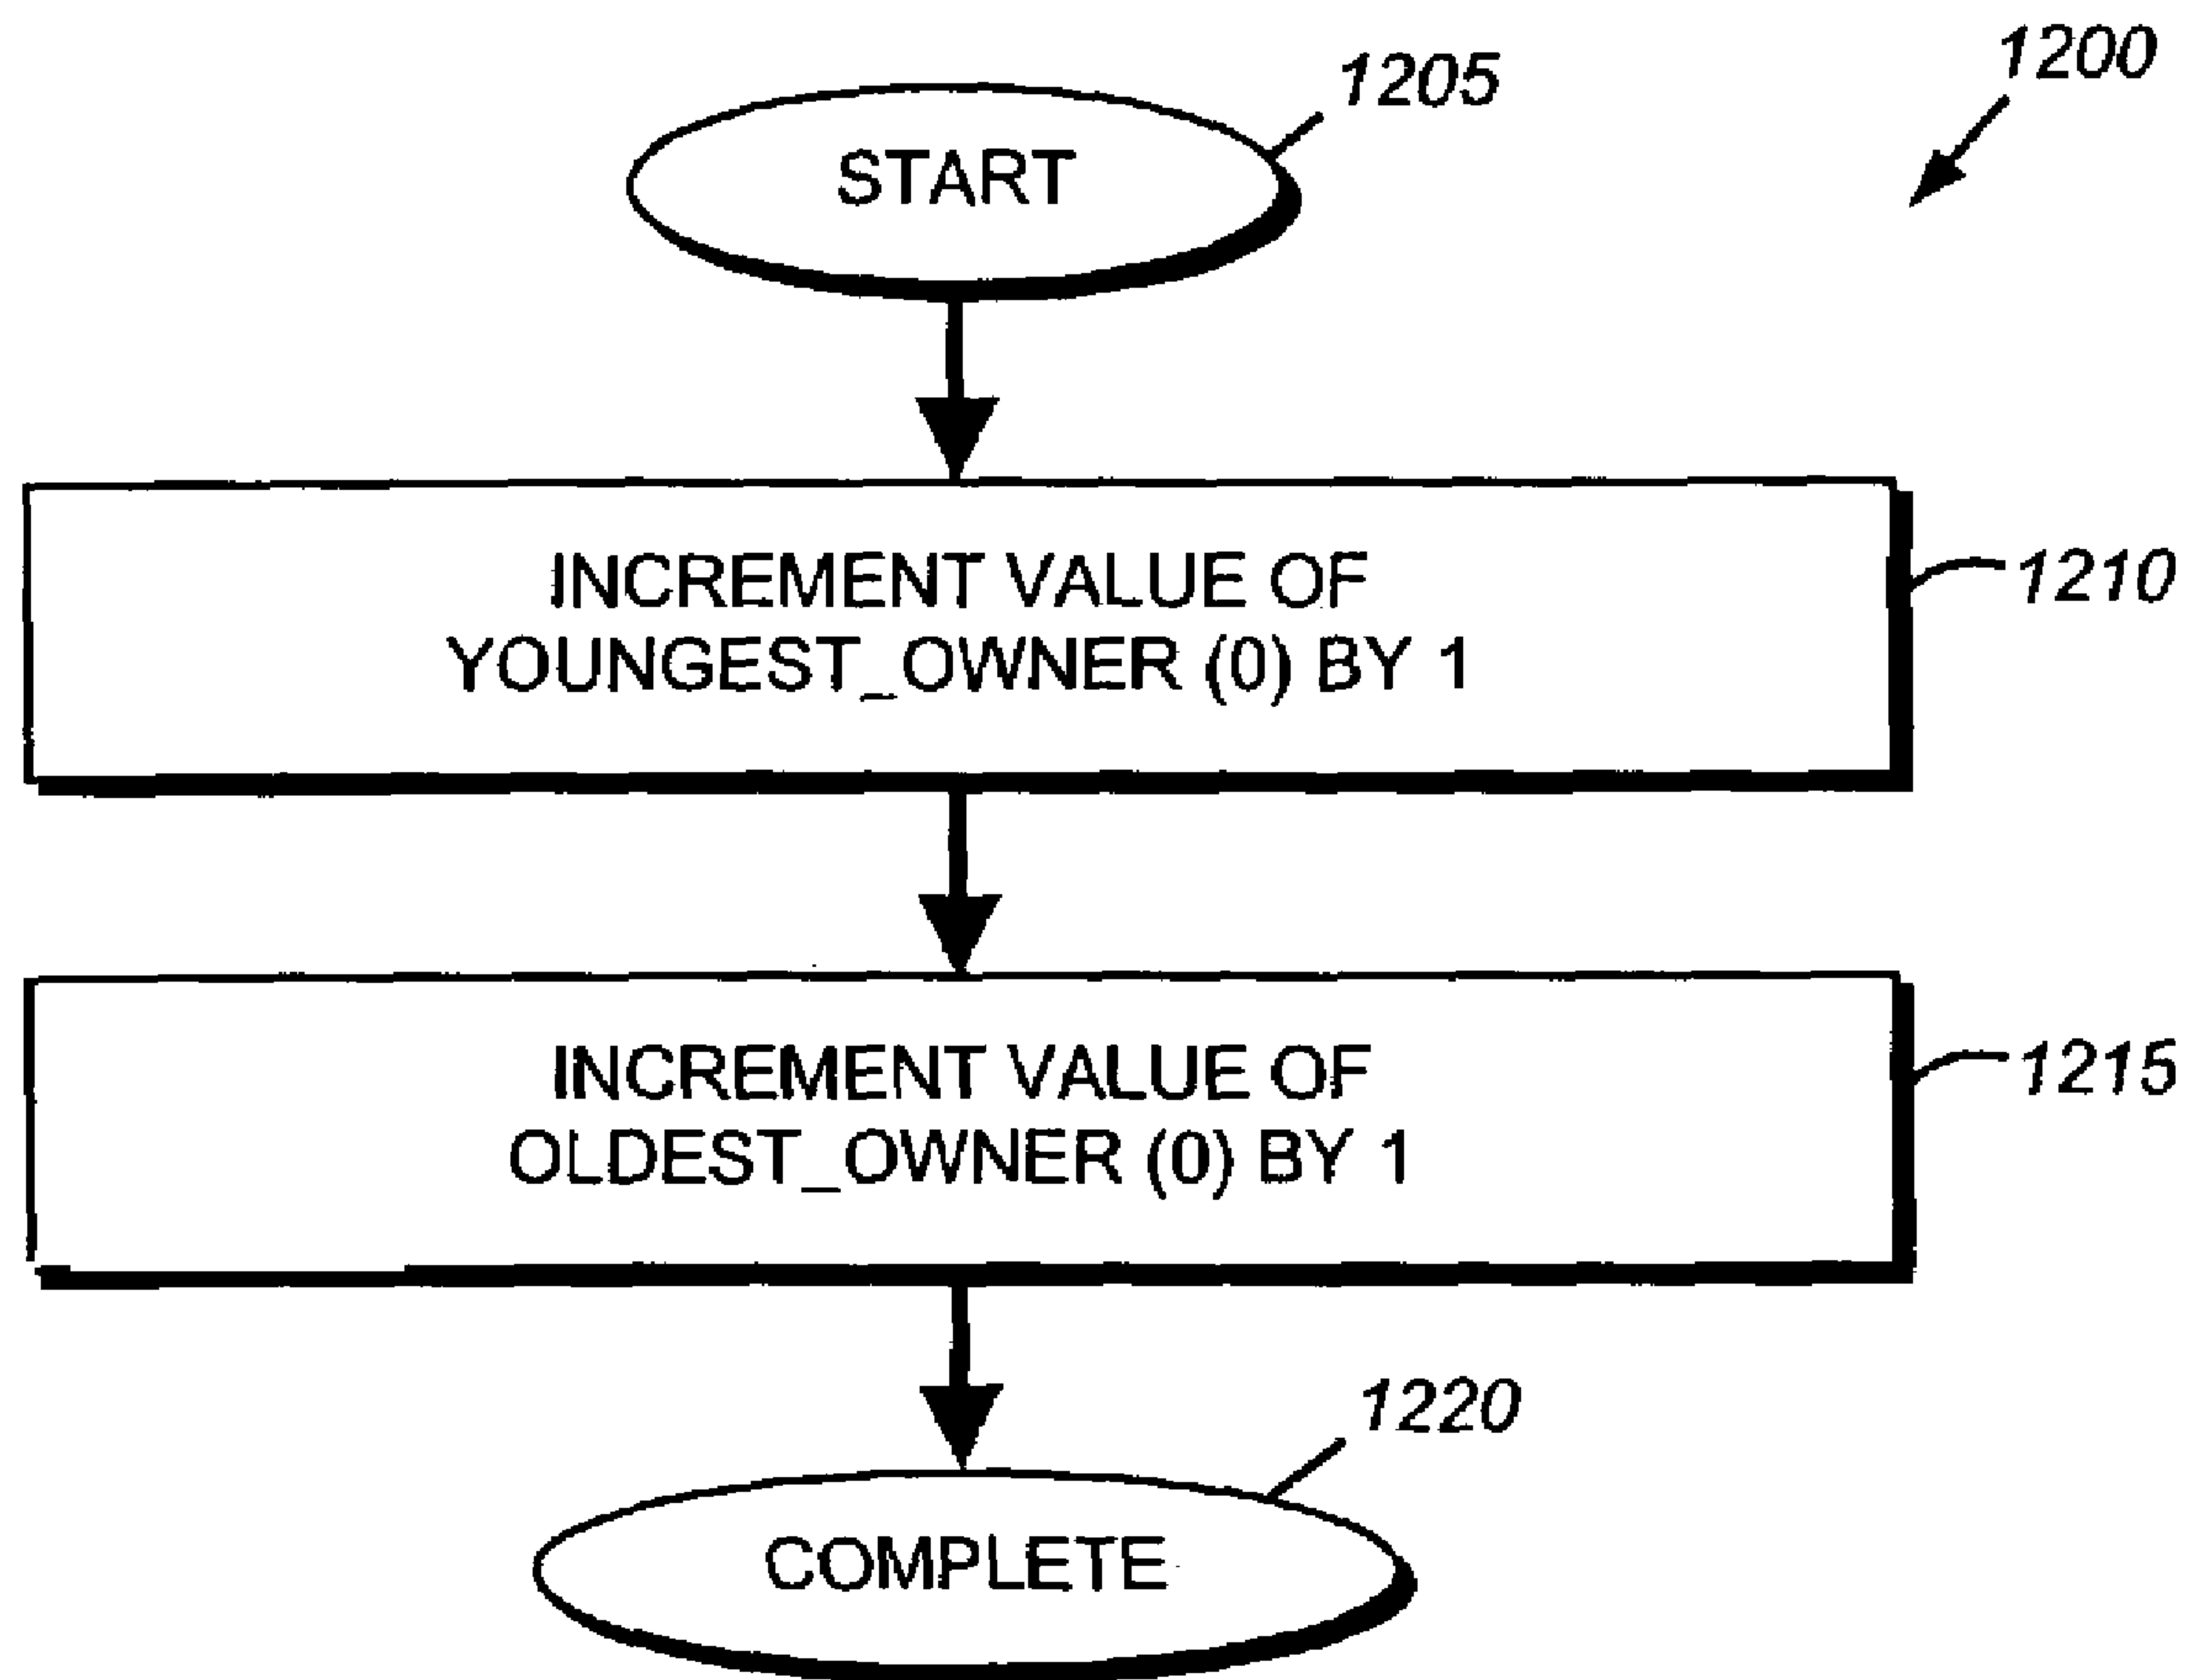 1200
1205
START
INCREMENT VALUE OF
YOUNGEST_OWNER (0) BY 1
1210
INCREMENT VALUE OF
OLDEST_OWNER (0) BY 1
1215
1220
COMPLETE